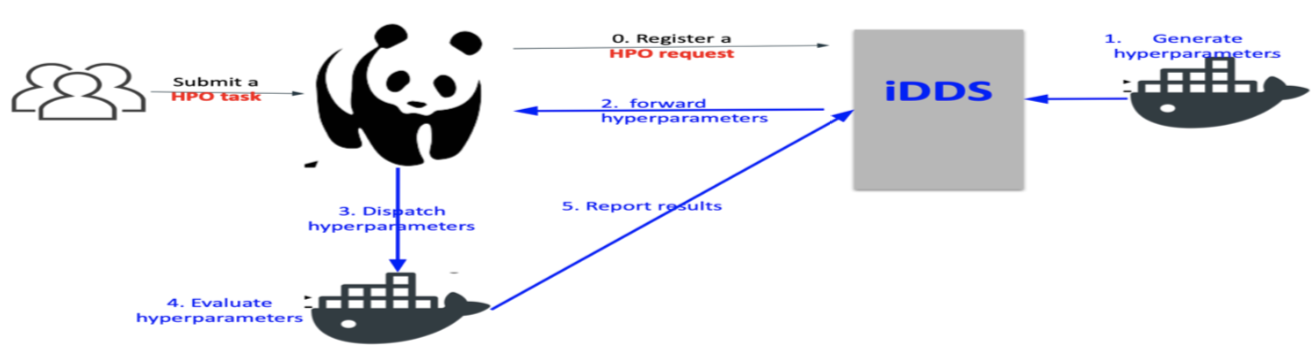 Submit a
HPO task
0. Register a
HPO request
iDDS
1. Generate
hyperparameters
2. forward
hyperparameters
3. Dispatch
hyperparameters
4. Evaluate
hyperparameters
5. Report results